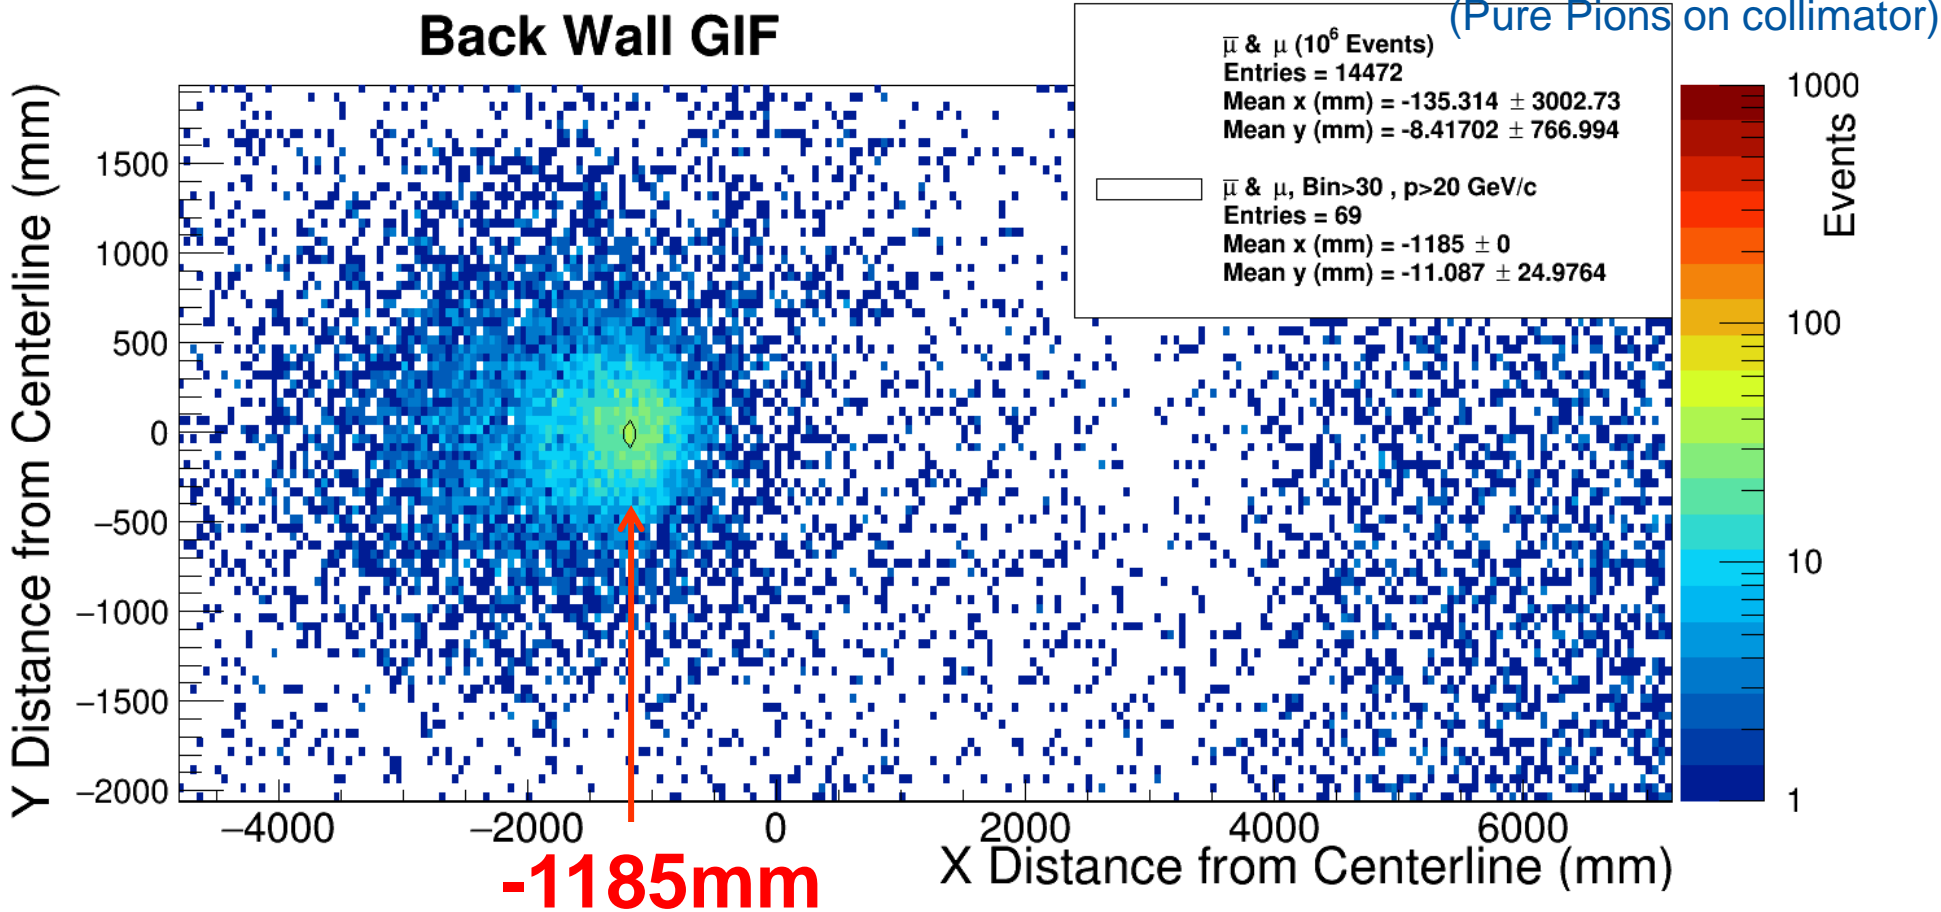 (Pure Pions on collimator)
Back Wall GIF
μ̅ & μ (10⁶ Events)
Entries = 14472
Mean x (mm) = -135.314 ± 3002.73
Mean y (mm) = -8.41702 ± 766.994
μ̅ & μ, Bin>30 , p>20 GeV/c
Entries = 69
Mean x (mm) = -1185 ± 0
Mean y (mm) = -11.087 ± 24.9764
Y Distance from Centerline (mm)
1500
1000
500
0
−500
−1000
−1500
−2000
−4000 −2000 0 2000 4000 6000
X Distance from Centerline (mm)
-1185mm
1000
100
10
1
Events